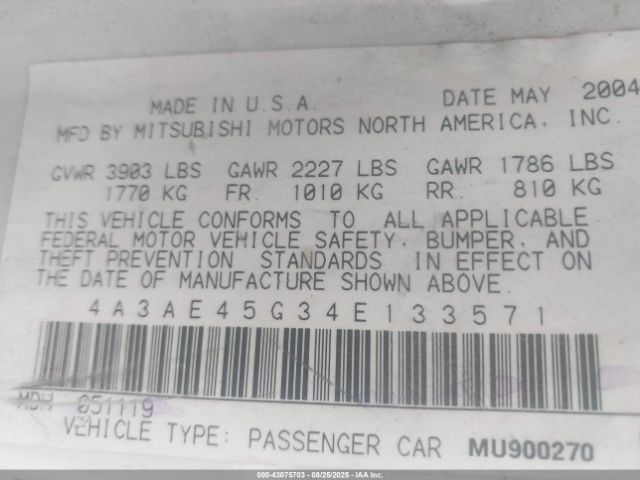 MADE IN U.S.A. DATE MAY 2004
MFD BY MITSUBISHI MOTORS NORTH AMERICA, INC.
GVWR 3903 LBS GAWR 2227 LBS GAWR 1786 LBS
1770 KG FR. 1010 KG RR. 810 KG
THIS VEHICLE CONFORMS TO ALL APPLICABLE
FEDERAL MOTOR VEHICLE SAFETY, BUMPER, AND
THEFT PREVENTION STANDARDS IN EFFECT ON
THE DATE OF MANUFACTURE SHOWN ABOVE.
4A3AE45G34E133571
MDH 051119
VEHICLE TYPE: PASSENGER CAR MU900270
000-43075703 - 08/25/2025 - IAA Inc.